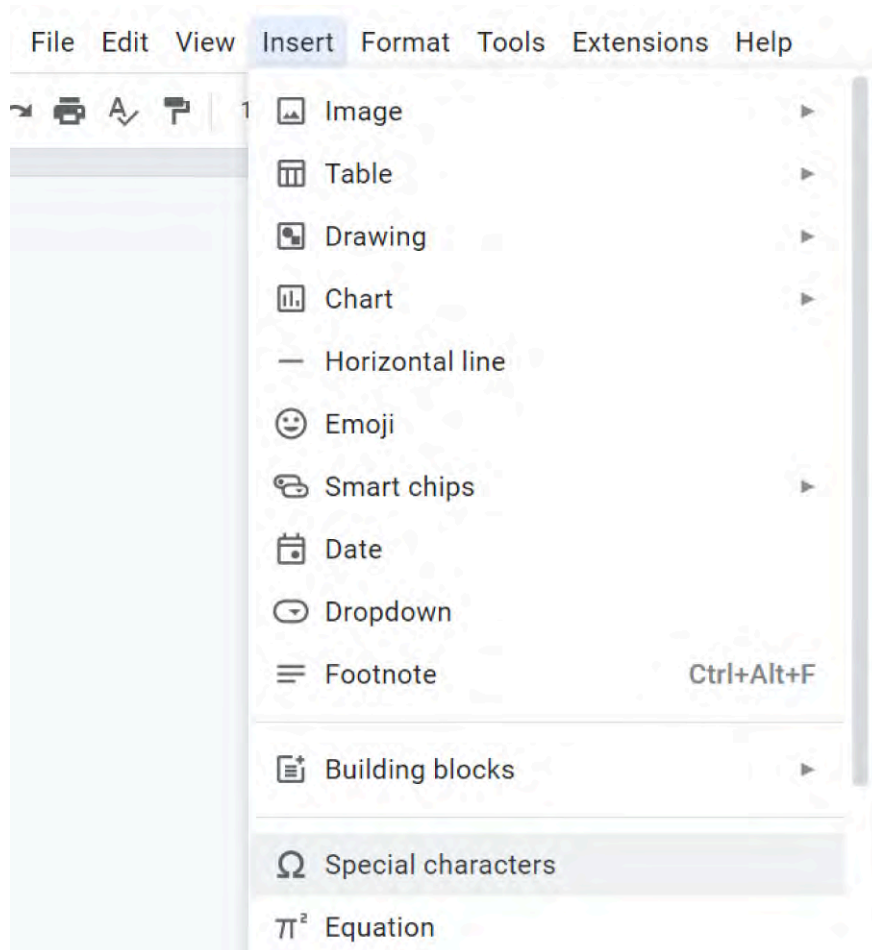 File Edit View Insert Format Tools Extensions Help
Image
Table
Drawing
Chart
Horizontal line
Emoji
Smart chips
Date
Dropdown
Footnote Ctrl+Alt+F
Building blocks
Ω Special characters
π² Equation